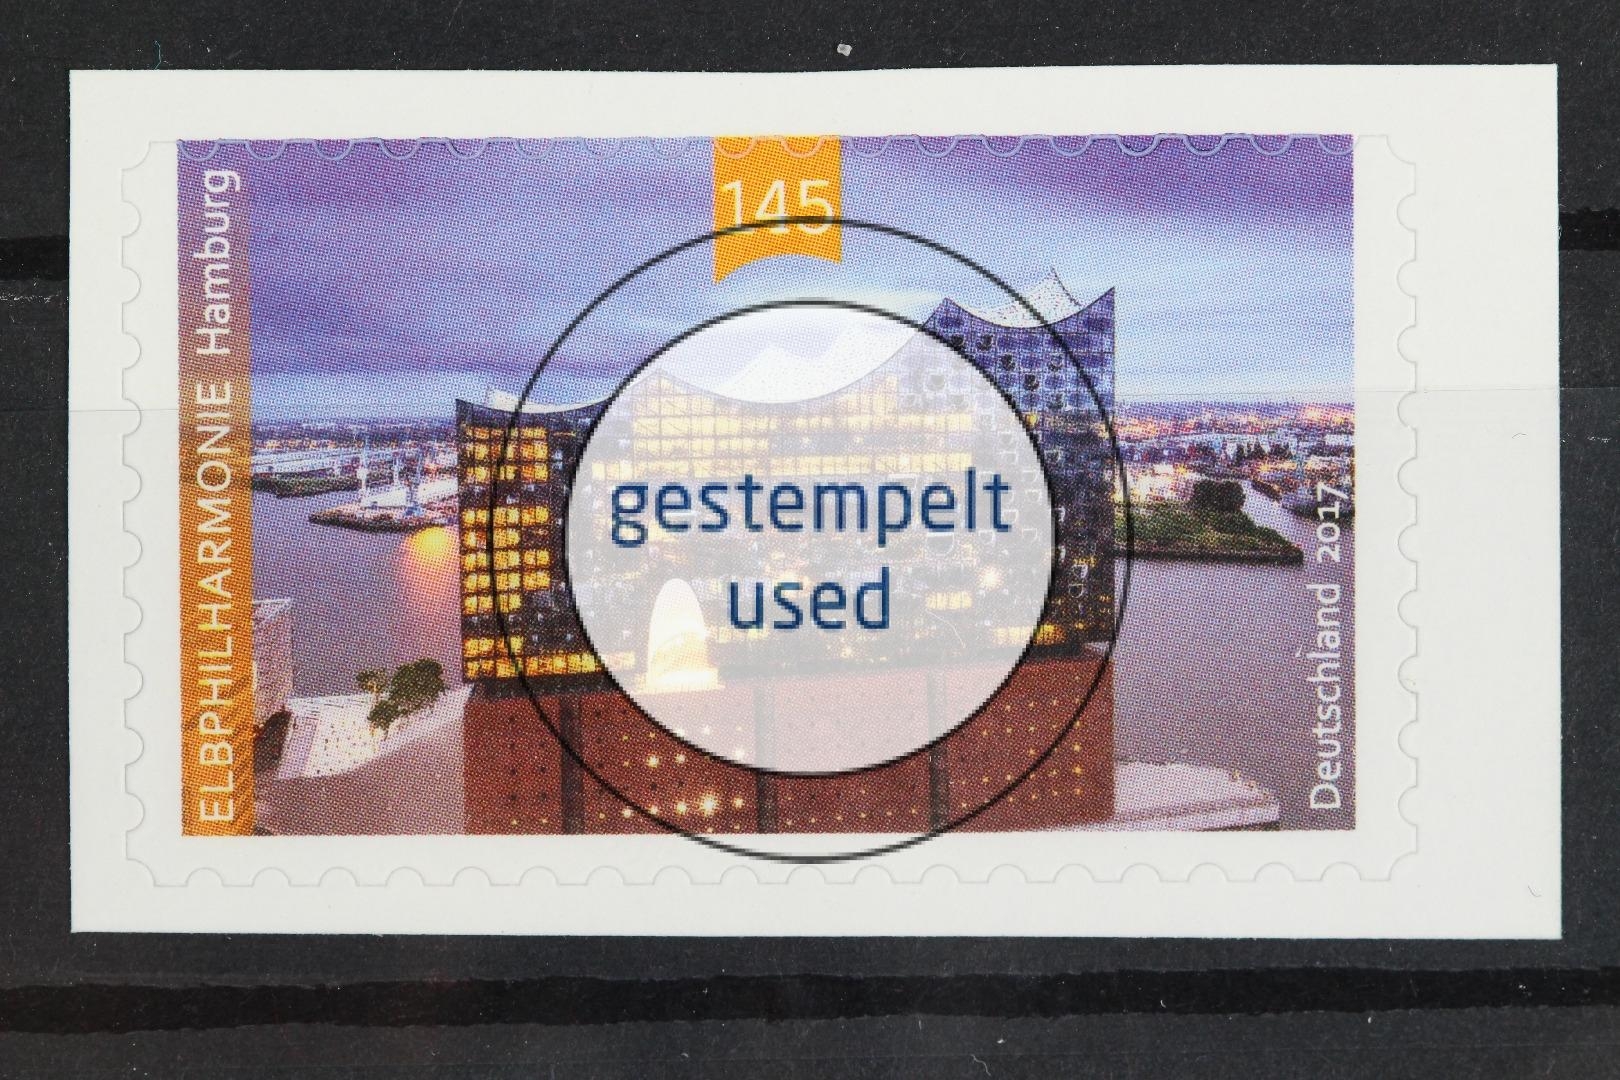 145
ELBPHILHARMONIE Hamburg
gestempelt
used
Deutschland 2017